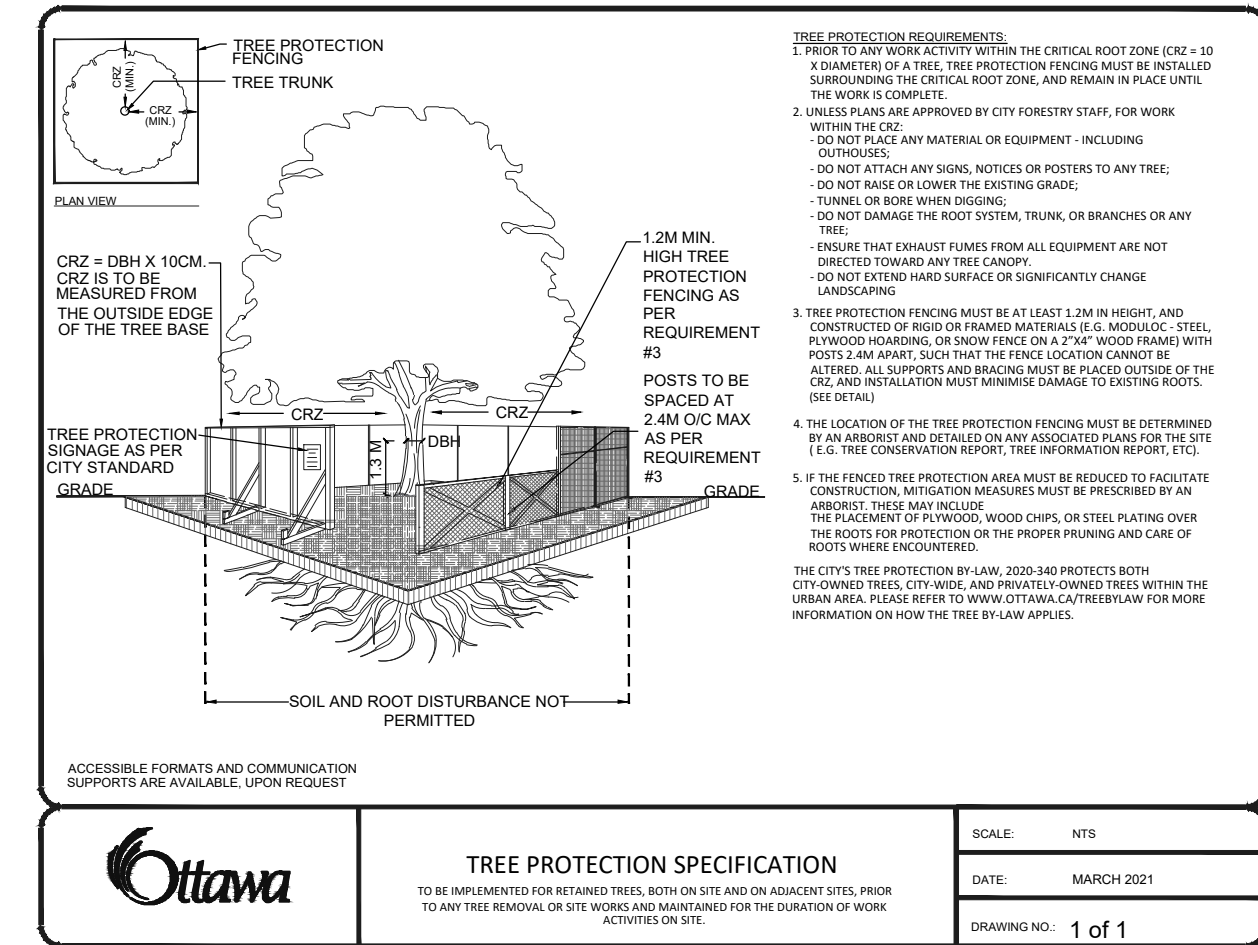 TREE PROTECTION
FENCING
TREE TRUNK
CRZ
(MIN.)
CRZ
(MIN.)
PLAN VIEW
CRZ = DBH X 10CM.
CRZ IS TO BE
MEASURED FROM
THE OUTSIDE EDGE
OF THE TREE BASE
1.2M MIN.
HIGH TREE
PROTECTION
FENCING AS
PER
REQUIREMENT
#3
POSTS TO BE
SPACED AT
2.4M O/C MAX
AS PER
REQUIREMENT
#3
CRZ
CRZ
TREE PROTECTION
SIGNAGE AS PER
CITY STANDARD
1.3 M
DBH
GRADE
GRADE
SOIL AND ROOT DISTURBANCE NOT
PERMITTED
ACCESSIBLE FORMATS AND COMMUNICATION
SUPPORTS ARE AVAILABLE, UPON REQUEST
TREE PROTECTION REQUIREMENTS:
1. PRIOR TO ANY WORK ACTIVITY WITHIN THE CRITICAL ROOT ZONE (CRZ = 10
X DIAMETER) OF A TREE, TREE PROTECTION FENCING MUST BE INSTALLED
SURROUNDING THE CRITICAL ROOT ZONE, AND REMAIN IN PLACE UNTIL
THE WORK IS COMPLETE.
2. UNLESS PLANS ARE APPROVED BY CITY FORESTRY STAFF, FOR WORK
WITHIN THE CRZ:
- DO NOT PLACE ANY MATERIAL OR EQUIPMENT - INCLUDING
OUTHOUSES;
- DO NOT ATTACH ANY SIGNS, NOTICES OR POSTERS TO ANY TREE;
- DO NOT RAISE OR LOWER THE EXISTING GRADE;
- TUNNEL OR BORE WHEN DIGGING;
- DO NOT DAMAGE THE ROOT SYSTEM, TRUNK, OR BRANCHES OR ANY
TREE;
- ENSURE THAT EXHAUST FUMES FROM ALL EQUIPMENT ARE NOT
DIRECTED TOWARD ANY TREE CANOPY.
- DO NOT EXTEND HARD SURFACE OR SIGNIFICANTLY CHANGE
LANDSCAPING
3. TREE PROTECTION FENCING MUST BE AT LEAST 1.2M IN HEIGHT, AND
CONSTRUCTED OF RIGID OR FRAMED MATERIALS (E.G. MODULOC - STEEL,
PLYWOOD HOARDING, OR SNOW FENCE ON A 2"X4" WOOD FRAME) WITH
POSTS 2.4M APART, SUCH THAT THE FENCE LOCATION CANNOT BE
ALTERED. ALL SUPPORTS AND BRACING MUST BE PLACED OUTSIDE OF THE
CRZ, AND INSTALLATION MUST MINIMISE DAMAGE TO EXISTING ROOTS.
(SEE DETAIL)
4. THE LOCATION OF THE TREE PROTECTION FENCING MUST BE DETERMINED
BY AN ARBORIST AND DETAILED ON ANY ASSOCIATED PLANS FOR THE SITE
( E.G. TREE CONSERVATION REPORT, TREE INFORMATION REPORT, ETC).
5. IF THE FENCED TREE PROTECTION AREA MUST BE REDUCED TO FACILITATE
CONSTRUCTION, MITIGATION MEASURES MUST BE PRESCRIBED BY AN
ARBORIST. THESE MAY INCLUDE
THE PLACEMENT OF PLYWOOD, WOOD CHIPS, OR STEEL PLATING OVER
THE ROOTS FOR PROTECTION OR THE PROPER PRUNING AND CARE OF
ROOTS WHERE ENCOUNTERED.
THE CITY'S TREE PROTECTION BY-LAW, 2020-340 PROTECTS BOTH
CITY-OWNED TREES, CITY-WIDE, AND PRIVATELY-OWNED TREES WITHIN THE
URBAN AREA. PLEASE REFER TO WWW.OTTAWA.CA/TREEBYLAW FOR MORE
INFORMATION ON HOW THE TREE BY-LAW APPLIES.
Ottawa
TREE PROTECTION SPECIFICATION
TO BE IMPLEMENTED FOR RETAINED TREES, BOTH ON SITE AND ON ADJACENT SITES, PRIOR
TO ANY TREE REMOVAL OR SITE WORKS AND MAINTAINED FOR THE DURATION OF WORK
ACTIVITIES ON SITE.
SCALE: NTS
DATE: MARCH 2021
DRAWING NO.: 1 of 1